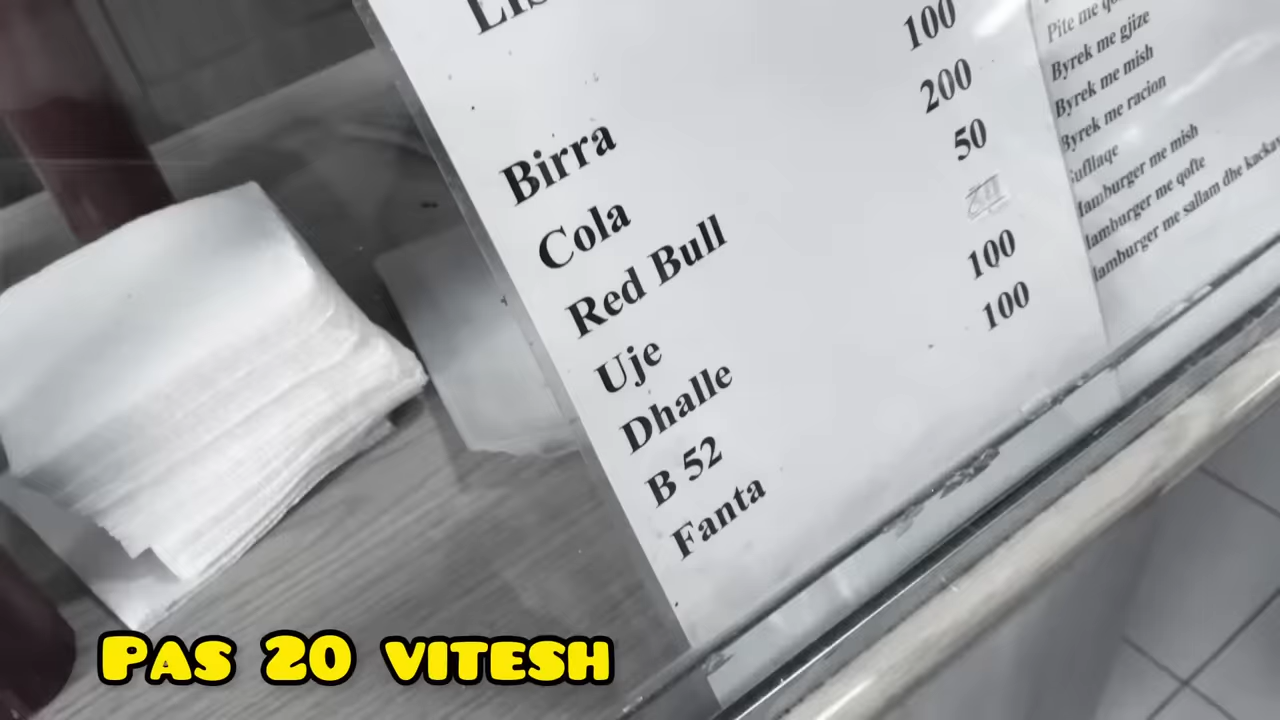 Birra
Cola 100
Red Bull 200
Uje 50
Dhalle
B 52 100
Fanta 100
Pite me
Byrek me gjize
Byrek me mish
Byrek me racion
Sufllaqe
Hamburger me mish
Hamburger me qofte
Hamburger me sallam dhe
Pas 20 vitesh